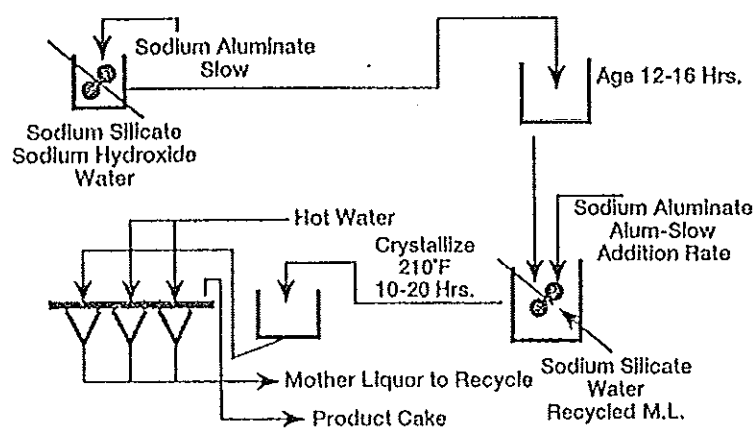 Sodium Aluminate
Slow
Age 12-16 Hrs.
Sodium Silicate
Sodium Hydroxide
Water
Hot Water
Crystallize
210°F
10-20 Hrs.
Sodium Aluminate
Alum-Slow
Addition Rate
Sodium Silicate
Water
Recycled M.L.
Mother Liquor to Recycle
Product Cake